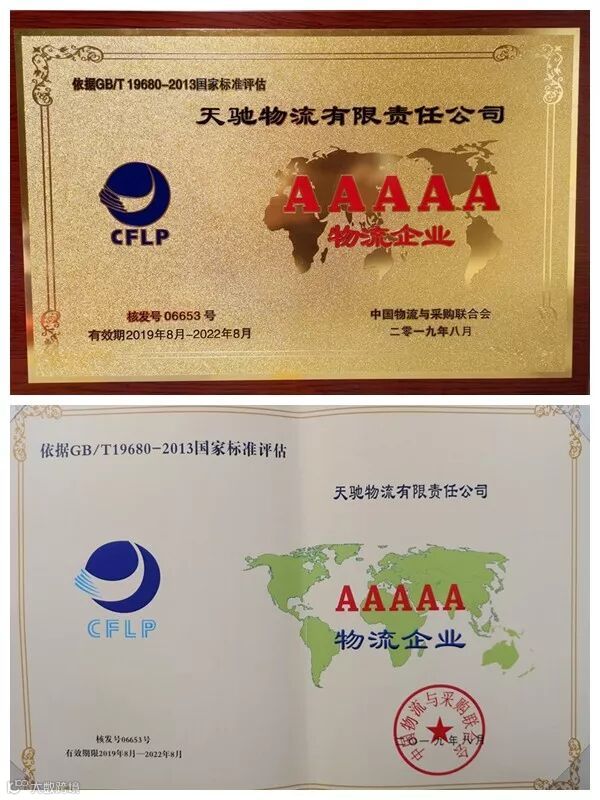 依据GB/T 19680-2013国家标准评估
天驰物流有限责任公司
AAAAA
物流企业
CFLP
核发号 06653 号
有效期2019年8月-2022年8月
中国物流与采购联合会
二零一九年八月
依据GB/T19680-2013国家标准评估
天驰物流有限责任公司
AAAAA
物流企业
CFLP
核发号06653号
有效期限2019年8月—2022年8月
中国物流与采购联合会
二〇一九年八月
大数跨境